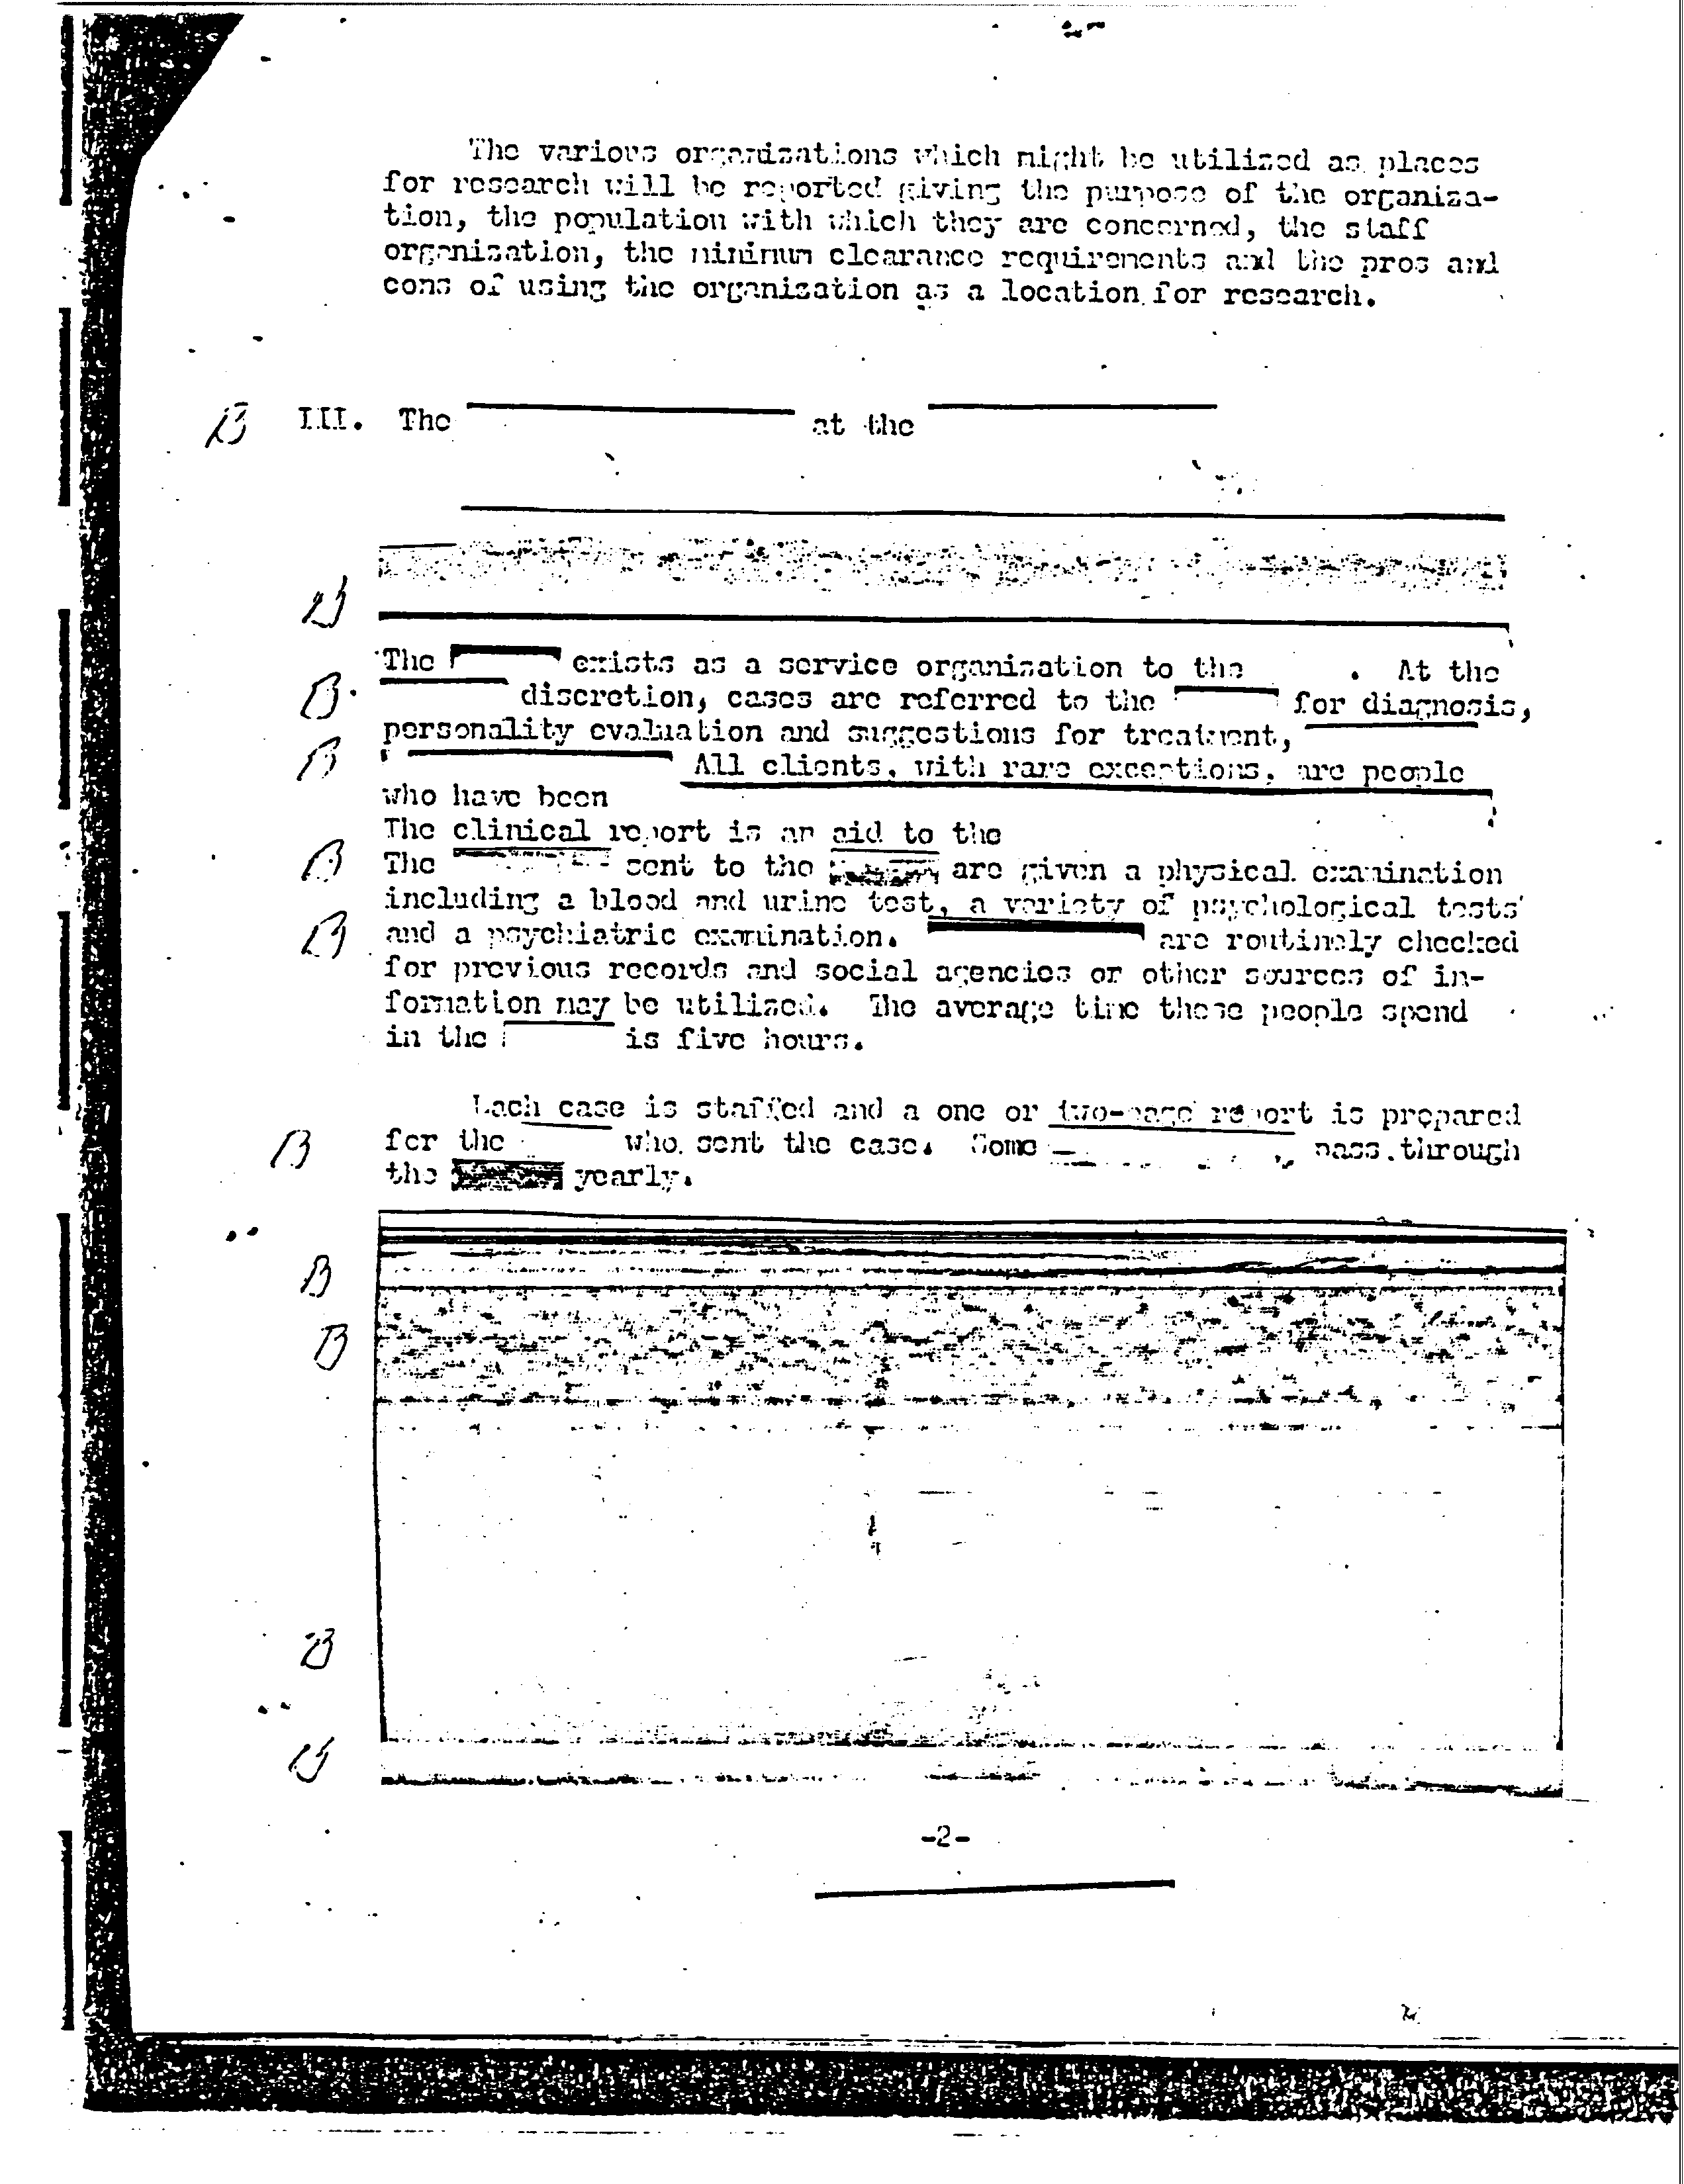 The various organizations which might be utilized as places
for research will be reported giving the purpose of the organiza-
tion, the population with which they are concerned, the staff
organization, the minimum clearance requirements and the pros and
cons of using the organization as a location for research.
B III. The at the
B
The exists as a service organization to the . At the
B. discretion, cases are referred to the for diagnosis,
personality evaluation and suggestions for treatment,
B All clients, with rare exceptions, are people
who have been
The clinical report is an aid to the
B The sent to the are given a physical examination
including a blood and urine test, a variety of psychological tests
B and a psychiatric examination. are routinely checked
for previous records and social agencies or other sources of in-
formation may be utilized. The average time these people spend
in the is five hours.
Each case is staffed and a one or two-page report is prepared
B for the who sent the case. Some pass through
the yearly.
B
B
B
B
-2-